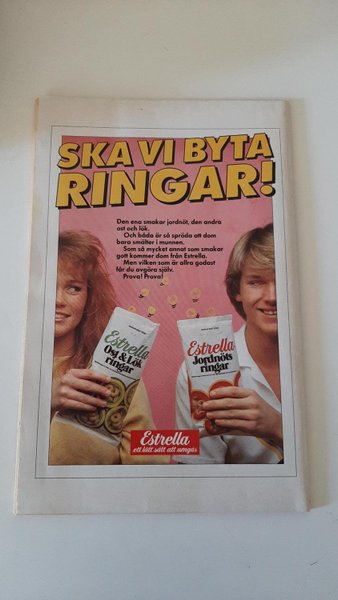 SKA VI BYTA
RINGAR!
Den ena smakar jordnöt, den andra
ost och lök.
Och båda är så spröda att dom
bara smälter i munnen.
Som så mycket annat som smakar
gott kommer dom från Estrella.
Men vilken som är allra godast
får du avgöra själv.
Prova! Prova!
Estrella
Ost & Lök
ringar
Estrella
Jordnöts
ringar
Estrella
ett lätt sätt att umgås